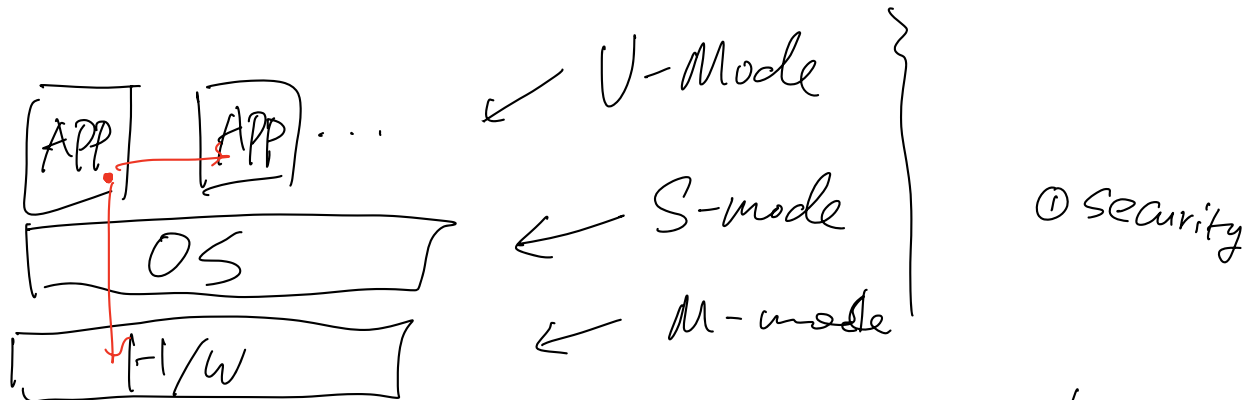 U-Mode
APP APP ...
S-mode
① security
OS
M-mode
H/W